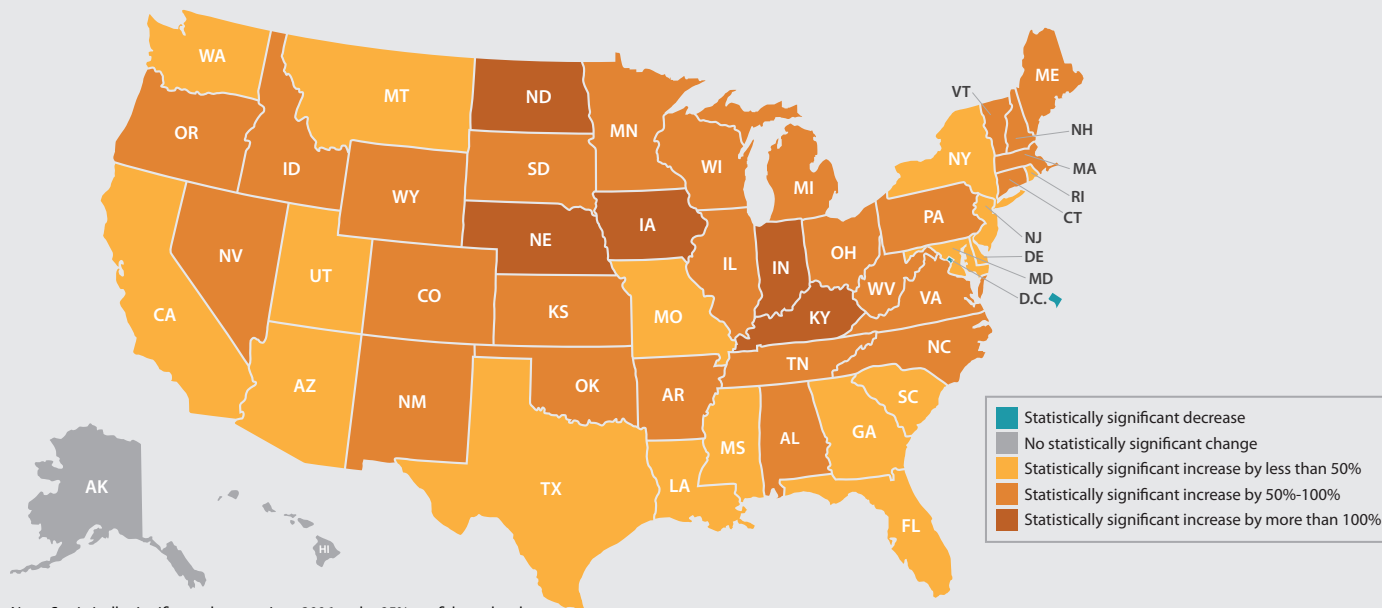 WA
MT
ND
MN
ME
VT
NH
OR
ID
WY
SD
WI
MI
NY
MA
RI
CT
NV
UT
CO
NE
IA
IL
IN
OH
PA
NJ
DE
MD
D.C.
CA
AZ
NM
KS
MO
KY
WV
VA
OK
AR
TN
NC
SC
TX
LA
MS
AL
GA
FL
AK
HI
Statistically significant decrease
No statistically significant change
Statistically significant increase by less than 50%
Statistically significant increase by 50%-100%
Statistically significant increase by more than 100%